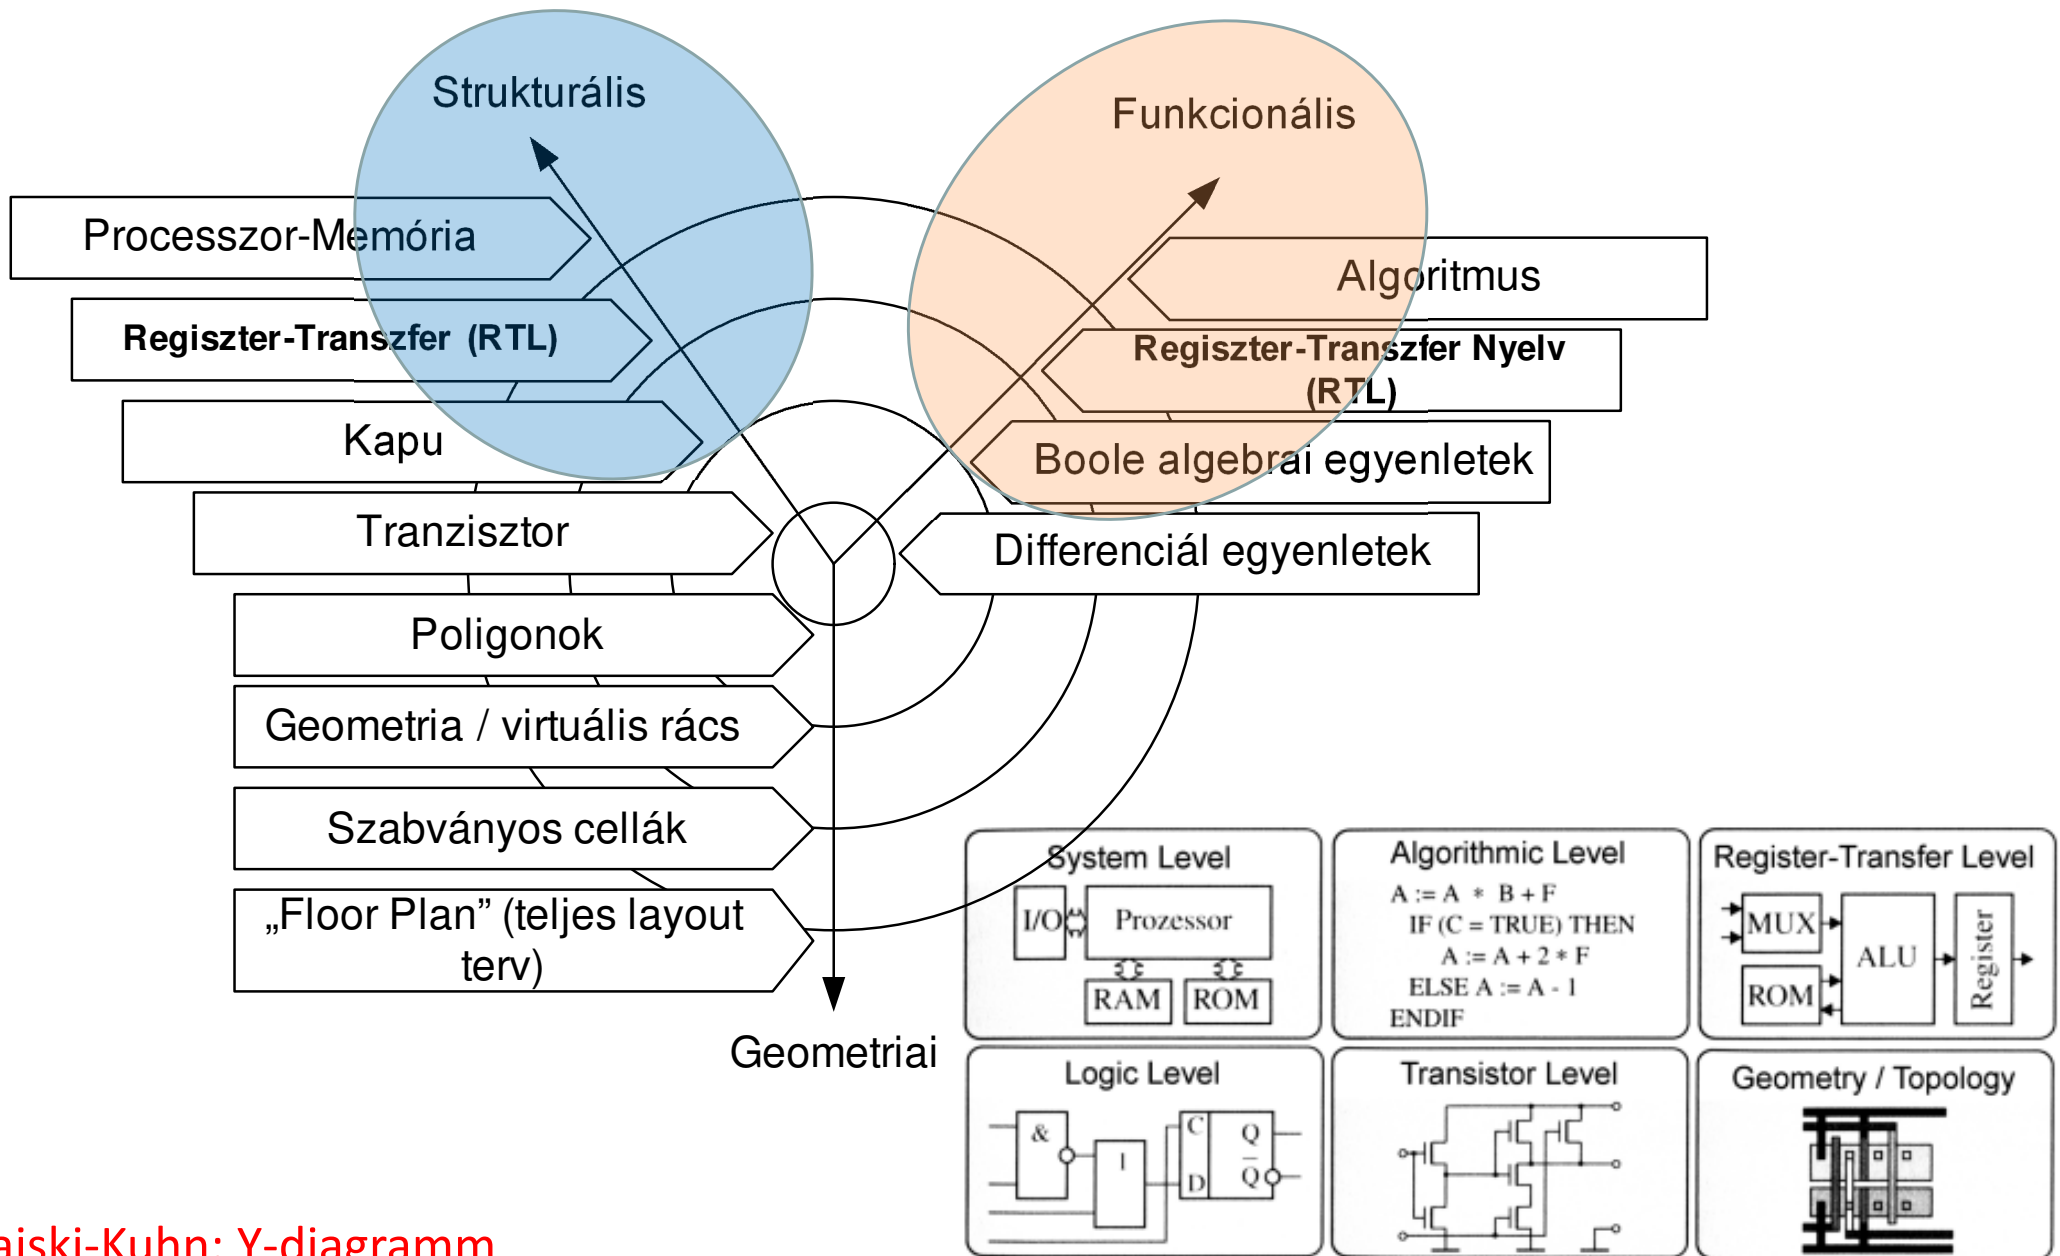 Strukturális
Funkcionális
Processzor-Memória
Algoritmus
Regiszter-Transzfer (RTL)
Regiszter-Transzfer Nyelv
(RTL)
Kapu
Boole algebrai egyenletek
Tranzisztor
Differenciál egyenletek
Poligonok
Geometria / virtuális rács
Szabványos cellák
„Floor Plan” (teljes layout
terv)
Geometriai
System Level
I/O
Prozessor
RAM
ROM
Algorithmic Level
A := A * B + F
IF (C = TRUE) THEN
A := A + 2 * F
ELSE A := A - 1
ENDIF
Register-Transfer Level
MUX
ROM
ALU
Register
Logic Level
&
I
C
D
Q
Q̅
Transistor Level
Geometry / Topology
ajski-Kuhn: Y-diagramm